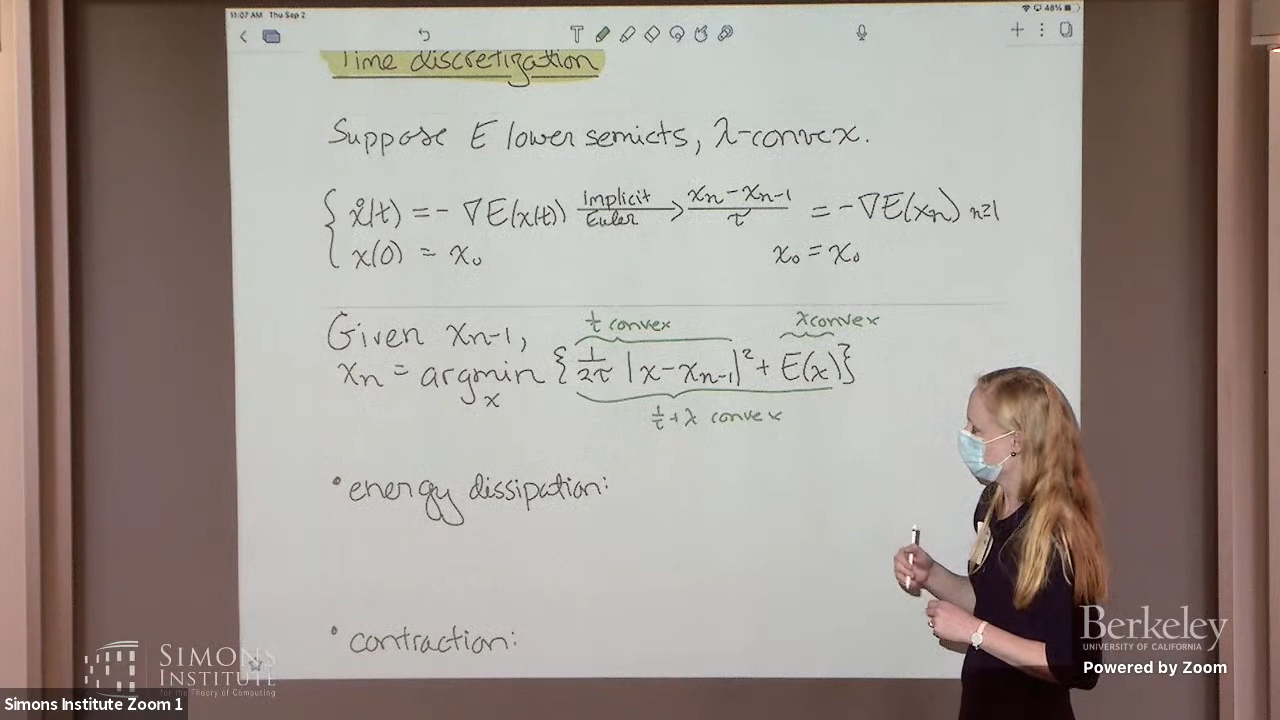 11:07 AM Thu Sep 2
48%
Time discretization
Suppose E lower semicts, λ-convex.
{ ẋ(t) = - ∇E(x(t)) Implicit Euler → (xₙ - xₙ₋₁)/τ = -∇E(xₙ) n≥1
x(0) = x₀ x₀ = x₀
Given xₙ₋₁,
1/τ convex λ convex
xₙ = argmin_x { 1/2τ |x - xₙ₋₁|² + E(x)}
1/τ + λ convex
• energy dissipation:
• contraction:
SIMONS
INSTITUTE
for the Theory of Computing
Berkeley
UNIVERSITY OF CALIFORNIA
Powered by Zoom
Simons Institute Zoom 1